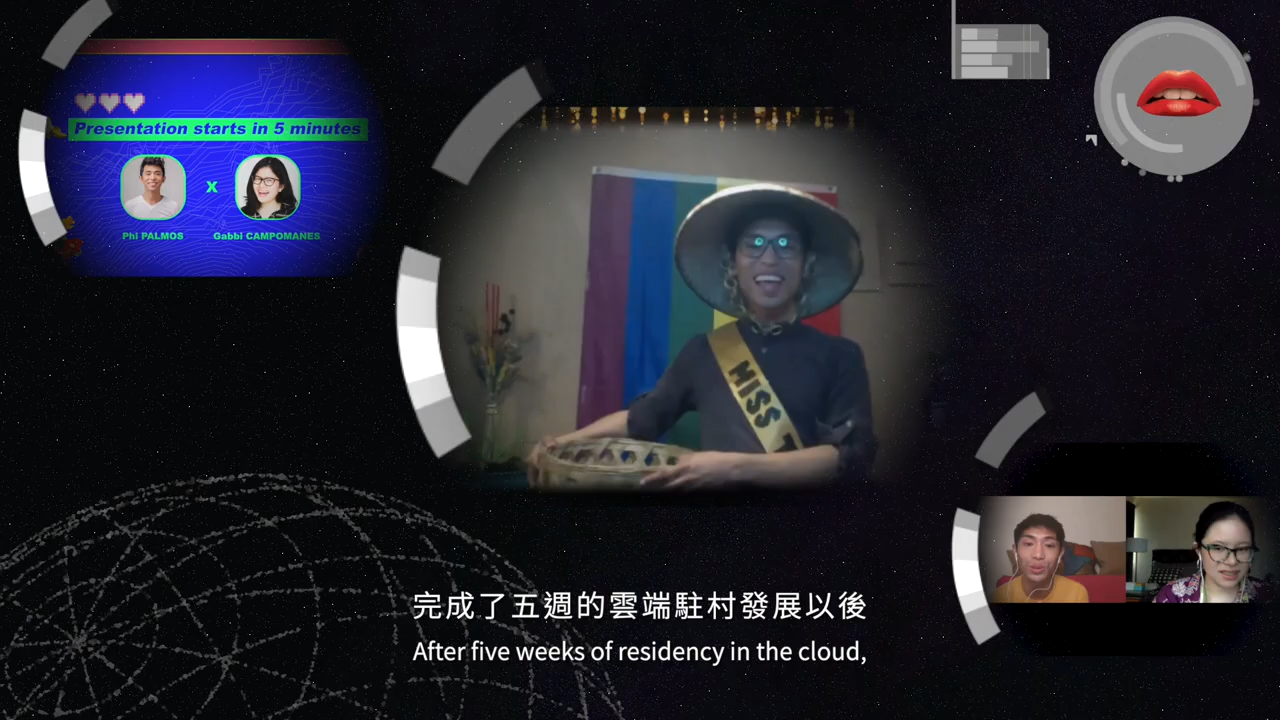 Presentation starts in 5 minutes
X
Phi PALMOS
Gabbi CAMPOMANES
MISS T
完成了五週的雲端駐村發展以後
After five weeks of residency in the cloud,